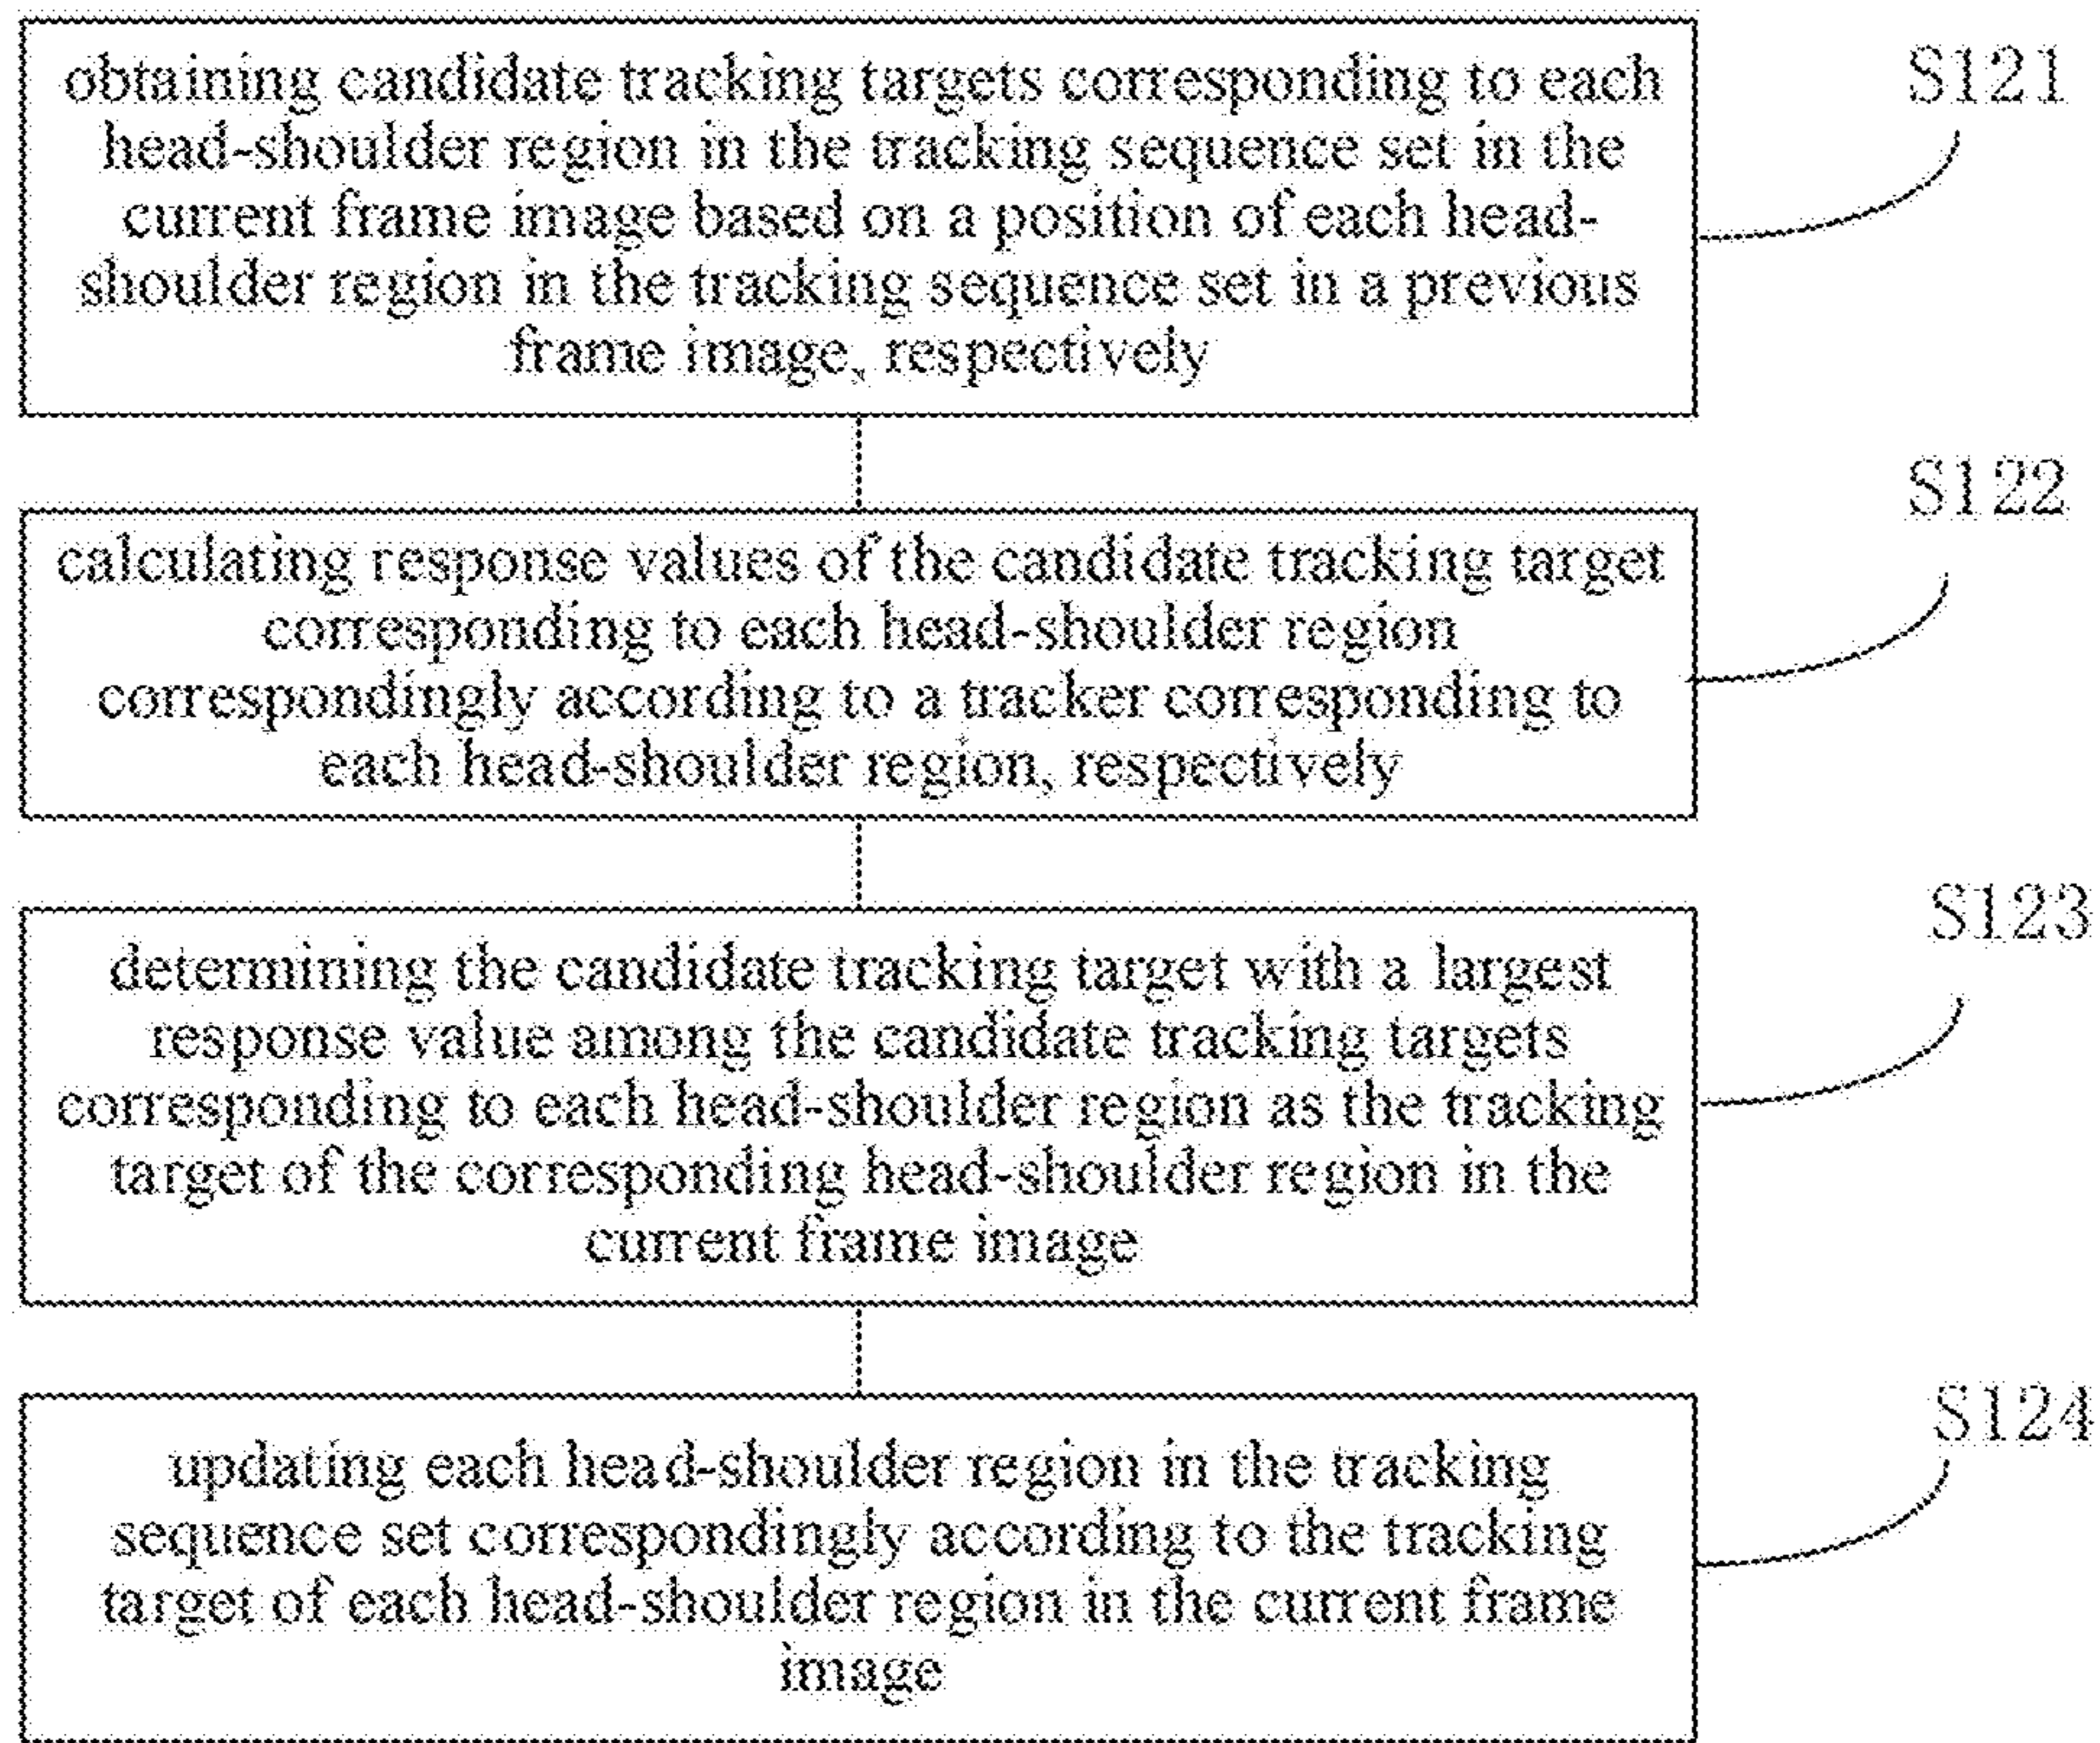 obtaining candidate tracking targets corresponding to each
head-shoulder region in the tracking sequence set in the
current frame image based on a position of each head-
shoulder region in the tracking sequence set in a previous
frame image, respectively
S121
calculating response values of the candidate tracking target
corresponding to each head-shoulder region
correspondingly according to a tracker corresponding to
each head-shoulder region, respectively
S122
determining the candidate tracking target with a largest
response value among the candidate tracking targets
corresponding to each head-shoulder region as the tracking
target of the corresponding head-shoulder region in the
current frame image
S123
updating each head-shoulder region in the tracking
sequence set correspondingly according to the tracking
target of each head-shoulder region in the current frame
image
S124